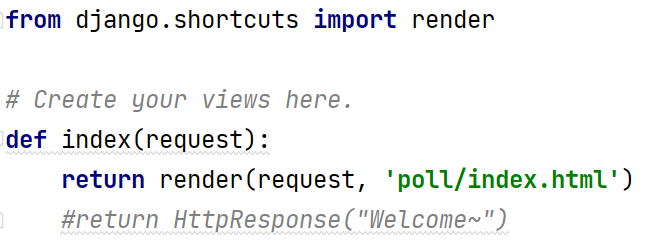 from django.shortcuts import render
# Create your views here.
def index(request):
    return render(request, 'poll/index.html')
    #return HttpResponse("Welcome~")